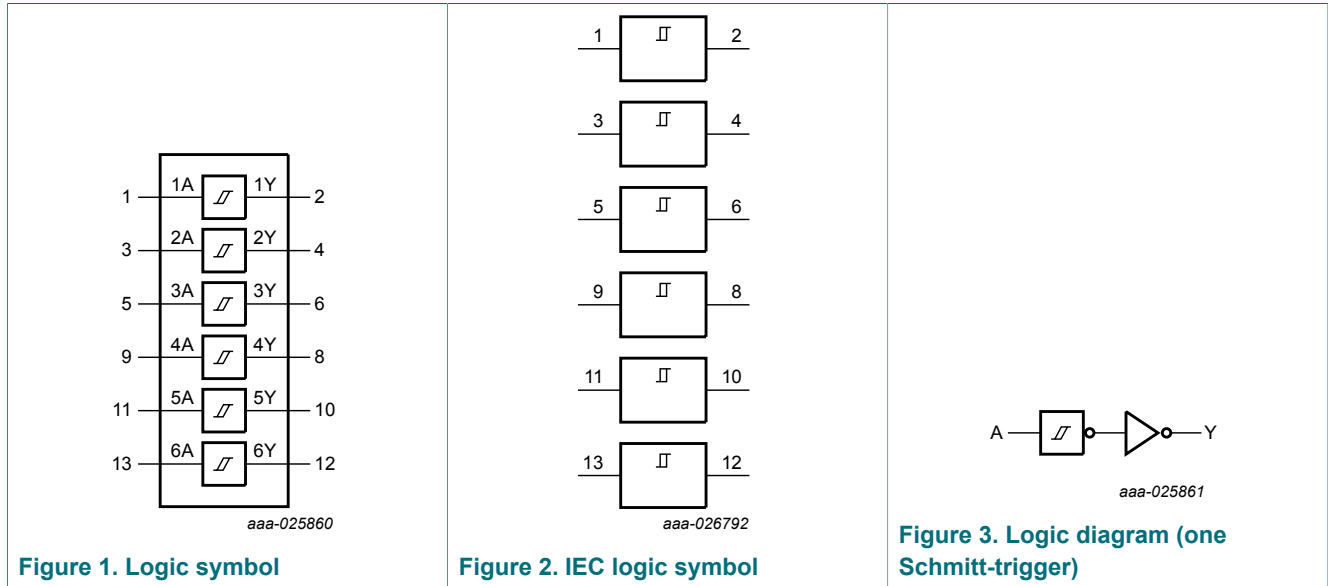 1 1A 1Y 2
3 2A 2Y 4
5 3A 3Y 6
9 4A 4Y 8
11 5A 5Y 10
13 6A 6Y 12
aaa-025860
Figure 1. Logic symbol
1 2
3 4
5 6
9 8
11 10
13 12
aaa-026792
Figure 2. IEC logic symbol
A Y
aaa-025861
Figure 3. Logic diagram (one
Schmitt-trigger)